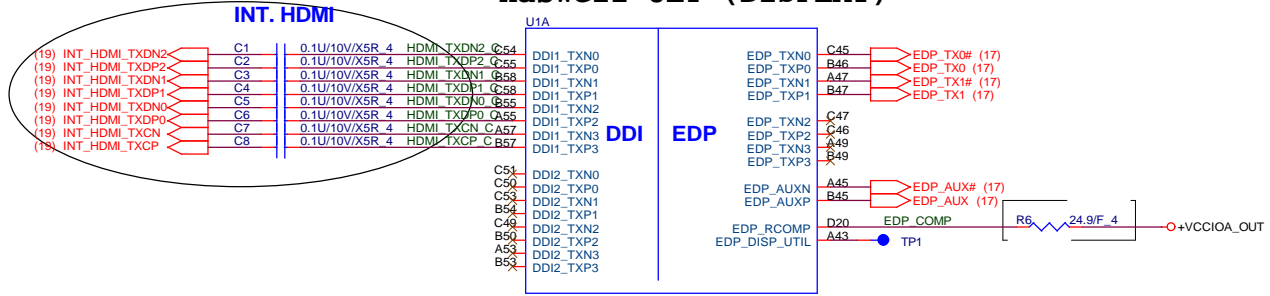 INT. HDMI
U1A
(19) INT_HDMI_TXDN2 C1 0.1U/10V/X5R_4 HDMI_TXDN2_C C54 DDI1_TXN0
(19) INT_HDMI_TXDP2 C2 0.1U/10V/X5R_4 HDMI_TXDP2_C C55 DDI1_TXP0
(19) INT_HDMI_TXDN1 C3 0.1U/10V/X5R_4 HDMI_TXDN1_C B58 DDI1_TXN1
(19) INT_HDMI_TXDP1 C4 0.1U/10V/X5R_4 HDMI_TXDP1_C C58 DDI1_TXP1
(19) INT_HDMI_TXDN0 C5 0.1U/10V/X5R_4 HDMI_TXDN0_C B55 DDI1_TXN2
(19) INT_HDMI_TXDP0 C6 0.1U/10V/X5R_4 HDMI_TXDP0_C A55 DDI1_TXP2
(19) INT_HDMI_TXCN C7 0.1U/10V/X5R_4 HDMI_TXCN_C A57 DDI1_TXN3
(19) INT_HDMI_TXCP C8 0.1U/10V/X5R_4 HDMI_TXCP_C B57 DDI1_TXP3
C51 DDI2_TXN0
C50 DDI2_TXP0
C53 DDI2_TXN1
B54 DDI2_TXP1
C49 DDI2_TXN2
B50 DDI2_TXP2
A53 DDI2_TXN3
B53 DDI2_TXP3
DDI EDP
EDP_TXN0 C45 EDP_TX0# (17)
EDP_TXP0 B46 EDP_TX0 (17)
EDP_TXN1 A47 EDP_TX1# (17)
EDP_TXP1 B47 EDP_TX1 (17)
EDP_TXN2 C47
EDP_TXP2 C46
EDP_TXN3 A49
EDP_TXP3 B49
EDP_AUXN A45 EDP_AUX# (17)
EDP_AUXP B45 EDP_AUX (17)
EDP_RCOMP D20 EDP_COMP R6 24.9/F_4 +VCCIOA_OUT
EDP_DISP_UTIL A43 TP1